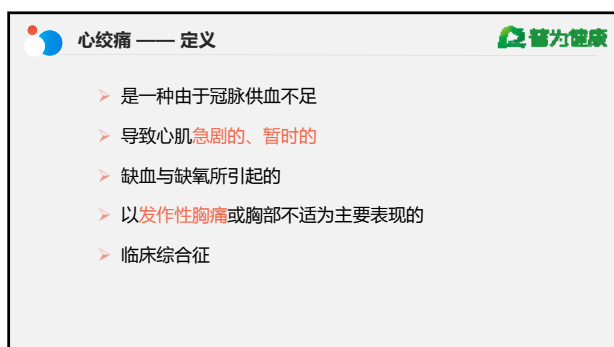 心绞痛 —— 定义
普为健康
是一种由于冠脉供血不足
导致心肌急剧的、暂时的
缺血与缺氧所引起的
以发作性胸痛或胸部不适为主要表现的
临床综合征